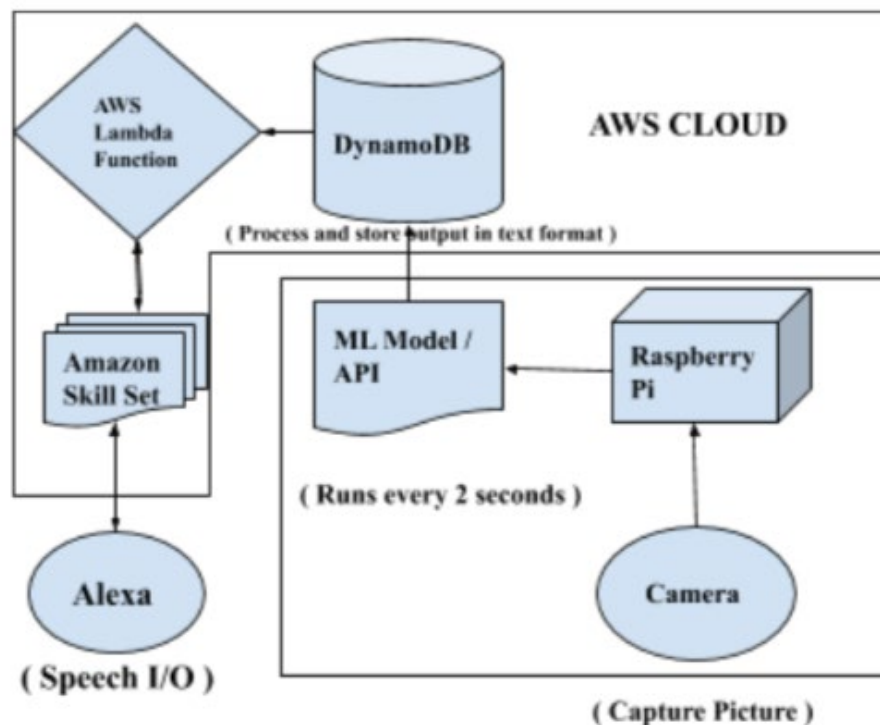 AWS
Lambda
Function
DynamoDB
AWS CLOUD
( Process and store output in text format )
Amazon
Skill Set
ML Model /
API
Raspberry
Pi
( Runs every 2 seconds )
Alexa
Camera
( Speech I/O )
( Capture Picture )